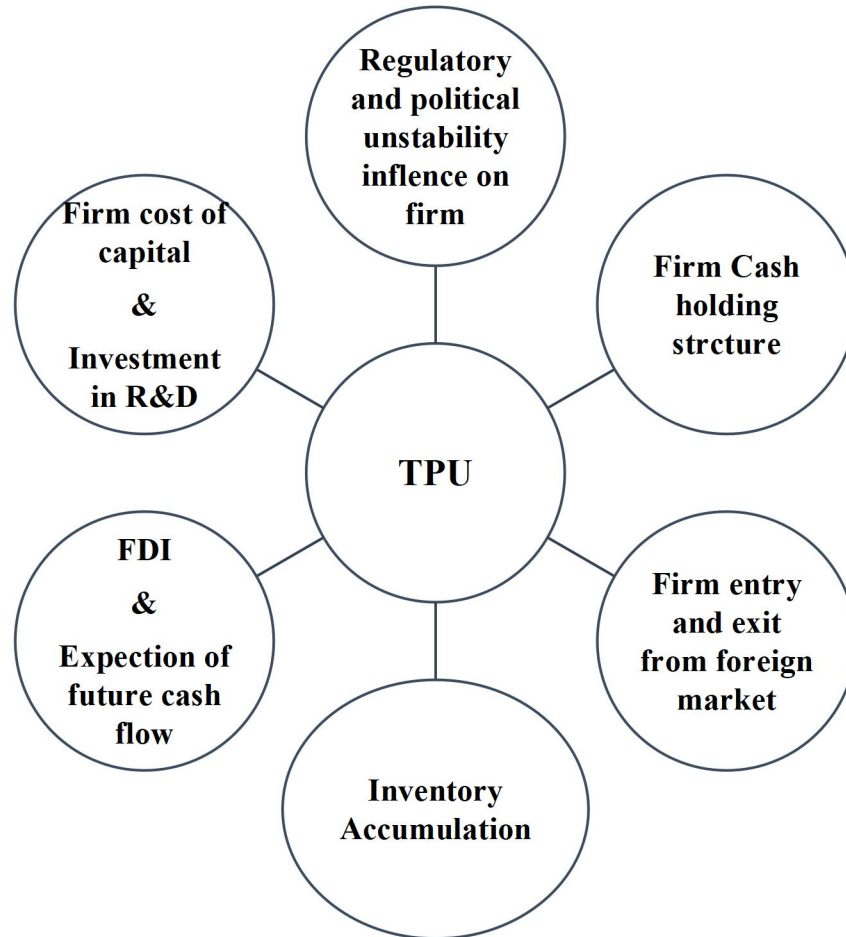 Regulatory
and political
unstability
inflence on
firm
Firm cost of
capital
&
Investment
in R&D
Firm Cash
holding
strcture
TPU
FDI
&
Expection of
future cash
flow
Firm entry
and exit
from foreign
market
Inventory
Accumulation